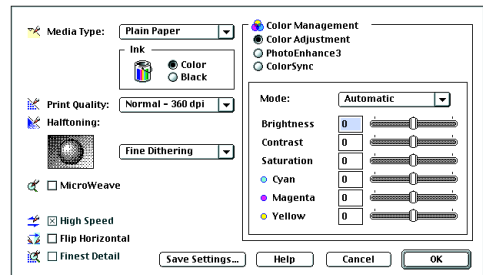 Media Type: Plain Paper
Ink
Color
Black
Print Quality: Normal - 360 dpi
Halftoning:
Fine Dithering
MicroWeave
High Speed
Flip Horizontal
Finest Detail
Color Management
Color Adjustment
PhotoEnhance3
ColorSync
Mode: Automatic
Brightness 0
Contrast 0
Saturation 0
Cyan 0
Magenta 0
Yellow 0
Save Settings... Help Cancel OK